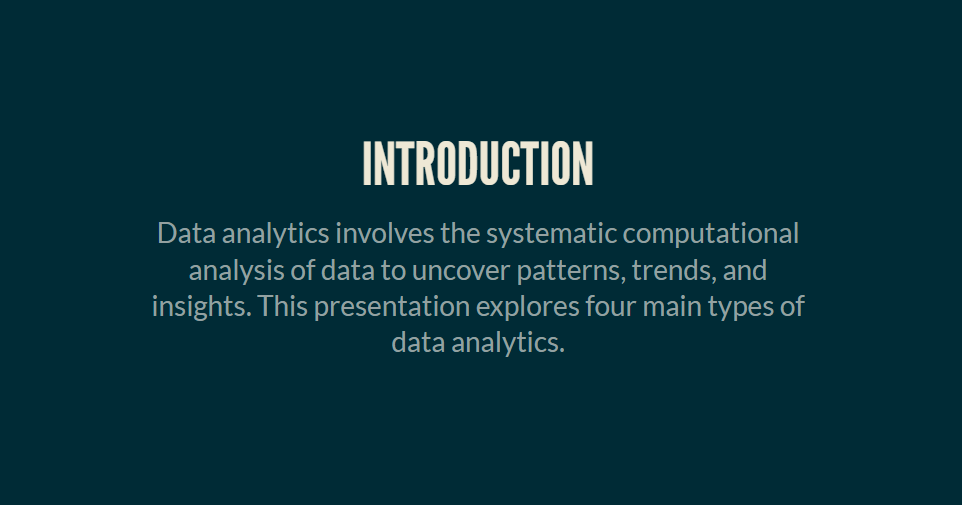 INTRODUCTION
Data analytics involves the systematic computational
analysis of data to uncover patterns, trends, and
insights. This presentation explores four main types of
data analytics.